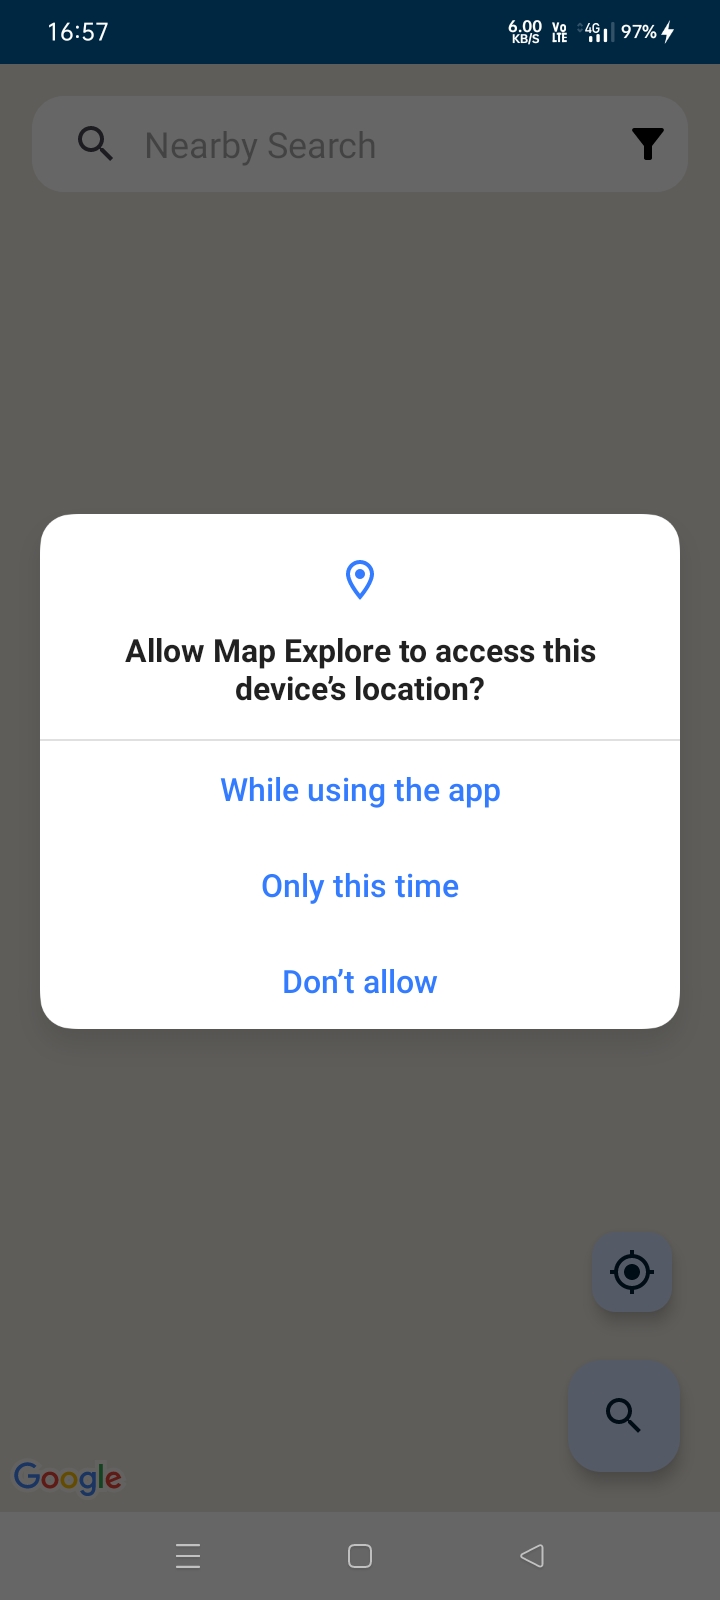 16:57
6.00 KB/S Vo LTE 4G 97%
Nearby Search
Allow Map Explore to access this
device’s location?
While using the app
Only this time
Don’t allow
Google